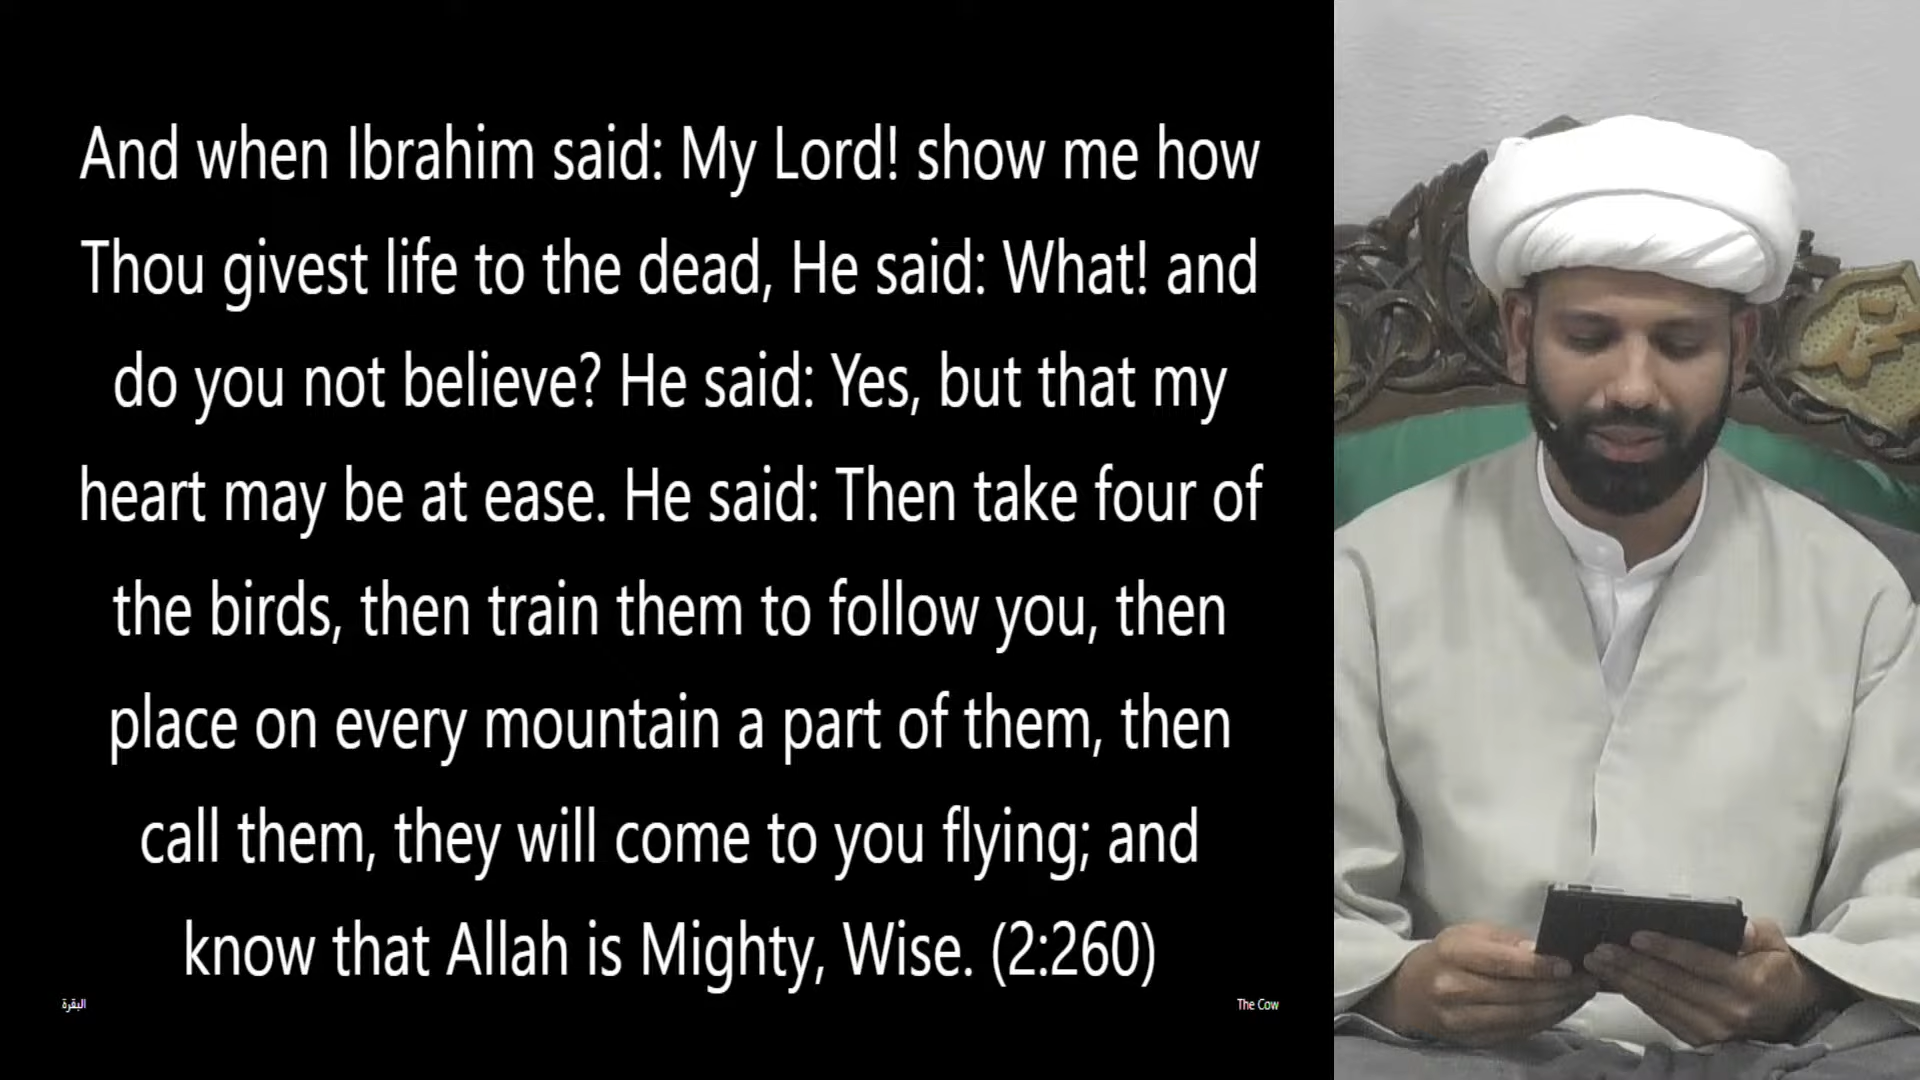 And when Ibrahim said: My Lord! show me how
Thou givest life to the dead, He said: What! and
do you not believe? He said: Yes, but that my
heart may be at ease. He said: Then take four of
the birds, then train them to follow you, then
place on every mountain a part of them, then
call them, they will come to you flying; and
know that Allah is Mighty, Wise. (2:260)
البقرة
The Cow